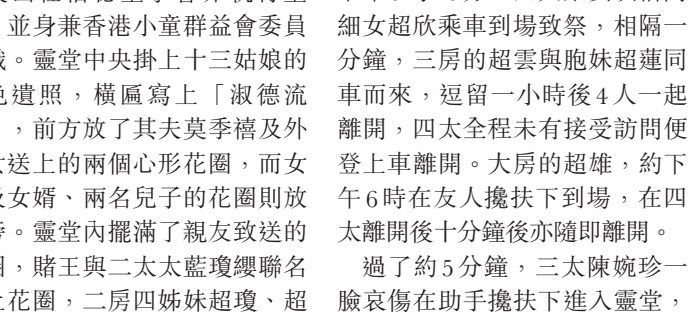 並身兼香港小童群益會委員
。靈堂中央掛上十三姑娘的
色遺照，橫匾寫上「淑德流
，前方放了其夫莫季禧及外
女送上的兩個心形花圈，而女
及女婿、兩名兒子的花圈則放
。靈堂內擺滿了親友致送的
圈，賭王與二太太藍瓊纓聯名
上花圈，二房四姊妹超瓊、超
細女超欣乘車到場致祭，相隔一
分鐘，三房的超雲與胞妹超蓮同
車而來，逗留一小時後4人一起
離開，四太全程未有接受訪問便
登上車離開。大房的超雄，約下
午6時在友人攙扶下到場，在四
太離開後十分鐘後亦隨即離開。
過了約5分鐘，三太陳婉珍一
臉哀傷在助手攙扶下進入靈堂，